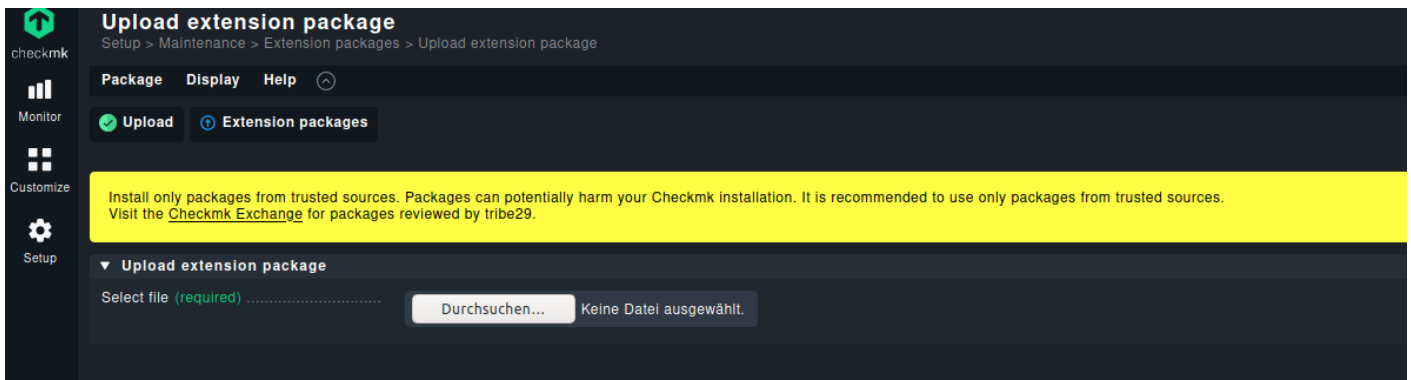 Upload extension package
Setup > Maintenance > Extension packages > Upload extension package
checkmk
Package Display Help
Monitor
Upload Extension packages
Customize
Install only packages from trusted sources. Packages can potentially harm your Checkmk installation. It is recommended to use only packages from trusted sources.
Visit the Checkmk Exchange for packages reviewed by tribe29.
Setup
Upload extension package
Select file (required) ..............................
Durchsuchen... Keine Datei ausgewählt.